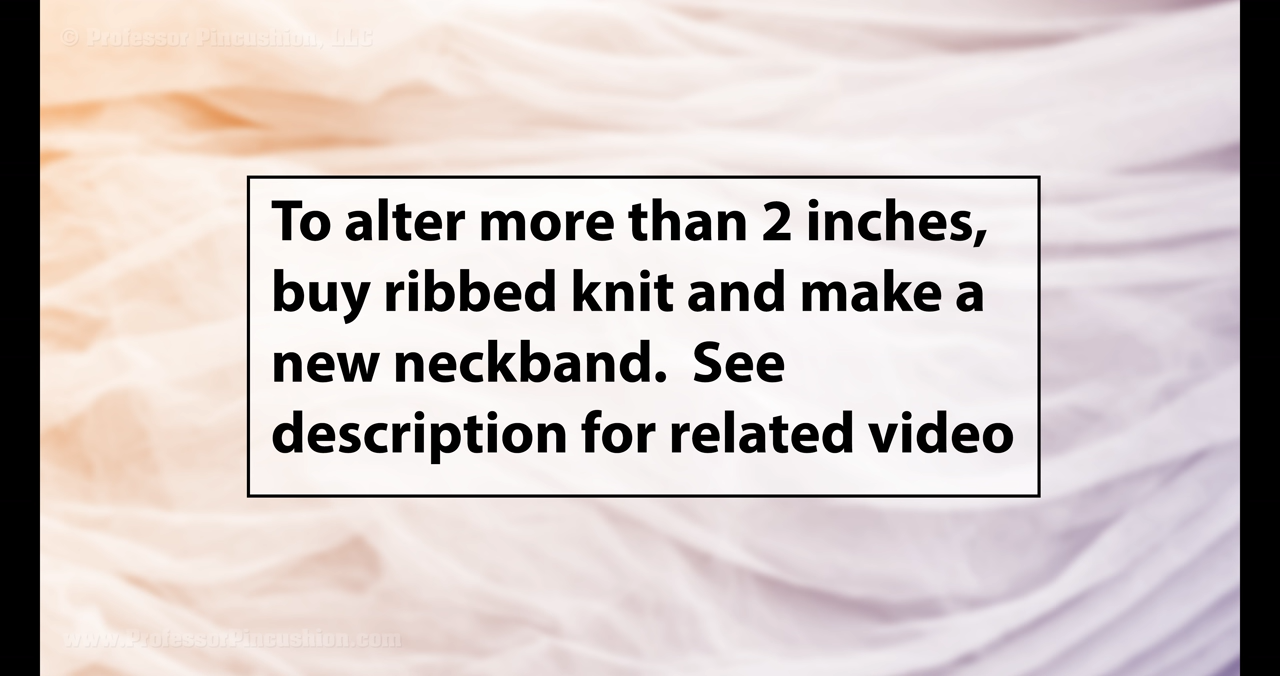 © Professor Pincushion, LLC
To alter more than 2 inches,
buy ribbed knit and make a
new neckband.  See
description for related video
www.ProfessorPincushion.com